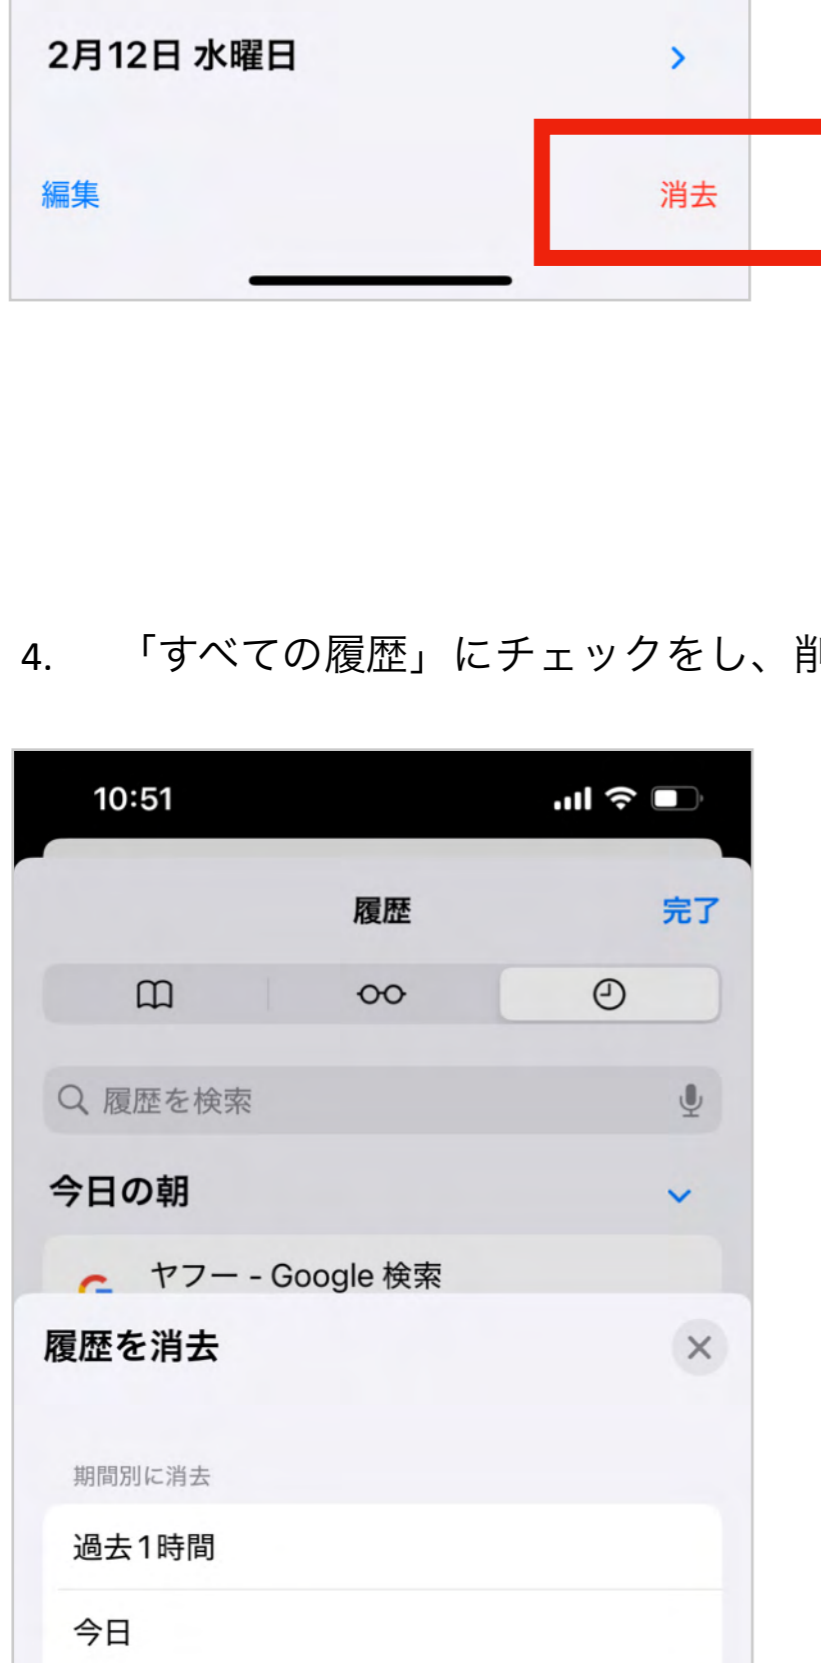 2月12日 水曜日
編集
消去
4. 「すべての履歴」にチェックをし、
10:51
履歴
完了
履歴を検索
今日の朝
ヤフー - Google 検索
履歴を消去
期間別に消去
過去1時間
今日